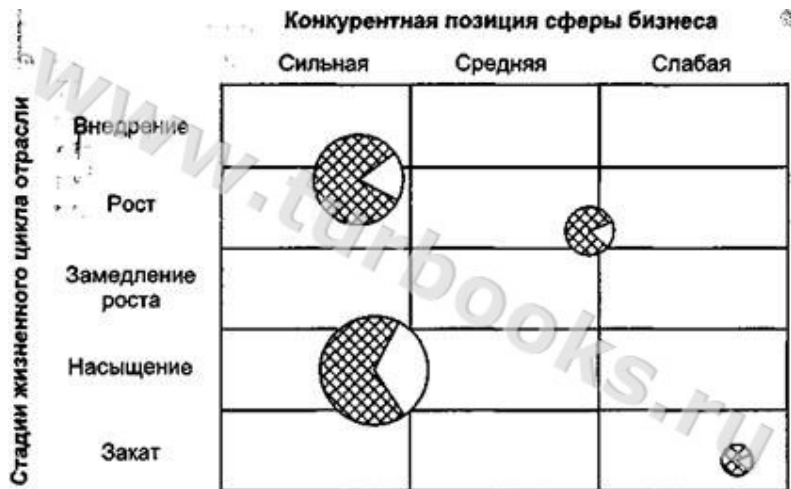 Конкурентная позиция сферы бизнеса
Сильная Средняя Слабая
Стадии жизненного цикла отрасли
Внедрение
Рост
Замедление
роста
Насыщение
Закат
www.turbooks.ru